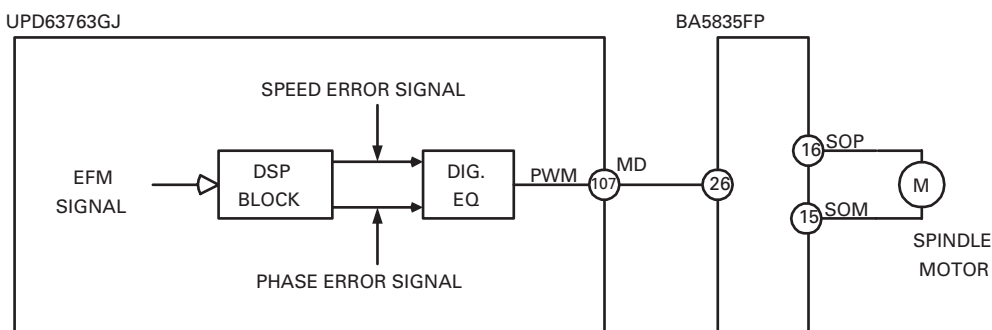 UPD63763GJ
BA5835FP
SPEED ERROR SIGNAL
EFM
SIGNAL
DSP
BLOCK
DIG.
EQ
PWM
107
MD
26
16
SOP
M
15
SOM
SPINDLE
MOTOR
PHASE ERROR SIGNAL